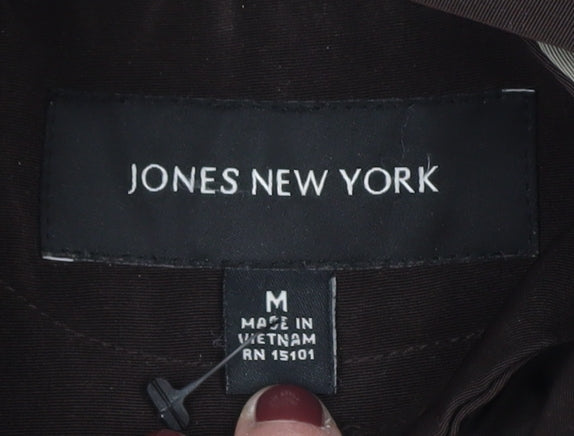 JONES NEW YORK
M
MADE IN
VIETNAM
RN 15101